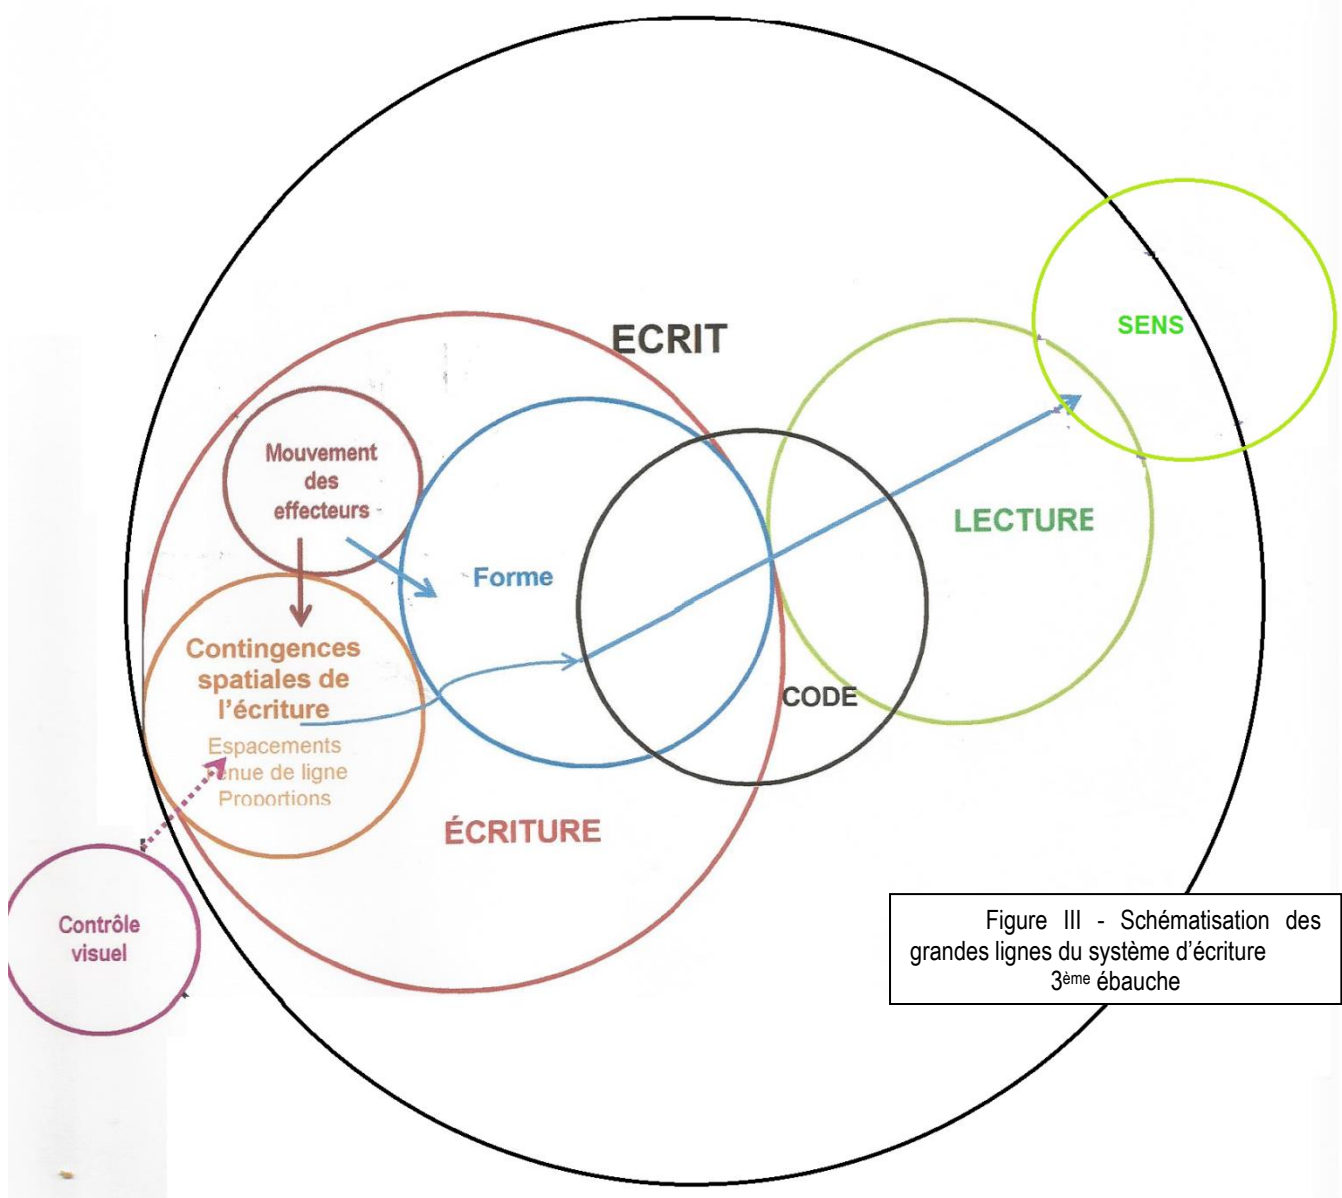 ECRIT
SENS
Mouvement
des
effecteurs
LECTURE
Forme
Contingences
spatiales de
l'écriture
Espacements
Tenue de ligne
Proportions
CODE
ÉCRITURE
Contrôle
visuel
Figure III - Schématisation des
grandes lignes du système d'écriture
3ème ébauche